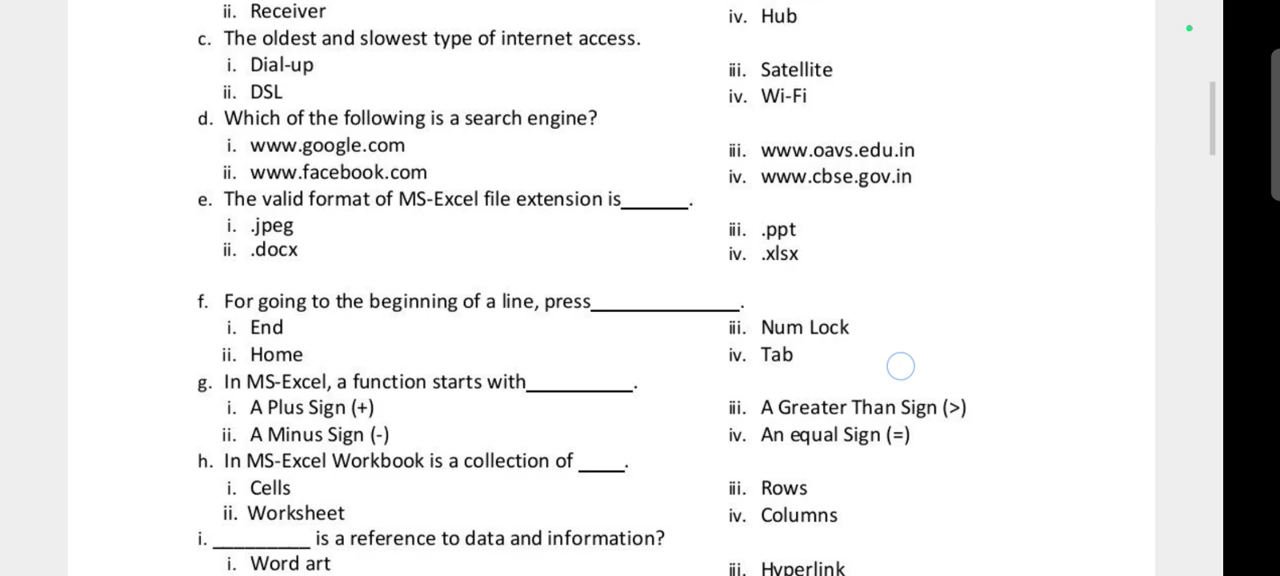 ii. Receiver
iv. Hub
c. The oldest and slowest type of internet access.
i. Dial-up
iii. Satellite
ii. DSL
iv. Wi-Fi
d. Which of the following is a search engine?
i. www.google.com
iii. www.oavs.edu.in
ii. www.facebook.com
iv. www.cbse.gov.in
e. The valid format of MS-Excel file extension is______.
i. .jpeg
iii. .ppt
ii. .docx
iv. .xlsx
f. For going to the beginning of a line, press_____________.
i. End
iii. Num Lock
ii. Home
iv. Tab
g. In MS-Excel, a function starts with_________.
i. A Plus Sign (+)
iii. A Greater Than Sign (>)
ii. A Minus Sign (-)
iv. An equal Sign (=)
h. In MS-Excel Workbook is a collection of ____.
i. Cells
iii. Rows
ii. Worksheet
iv. Columns
i. _________ is a reference to data and information?
i. Word art
iii. Hyperlink